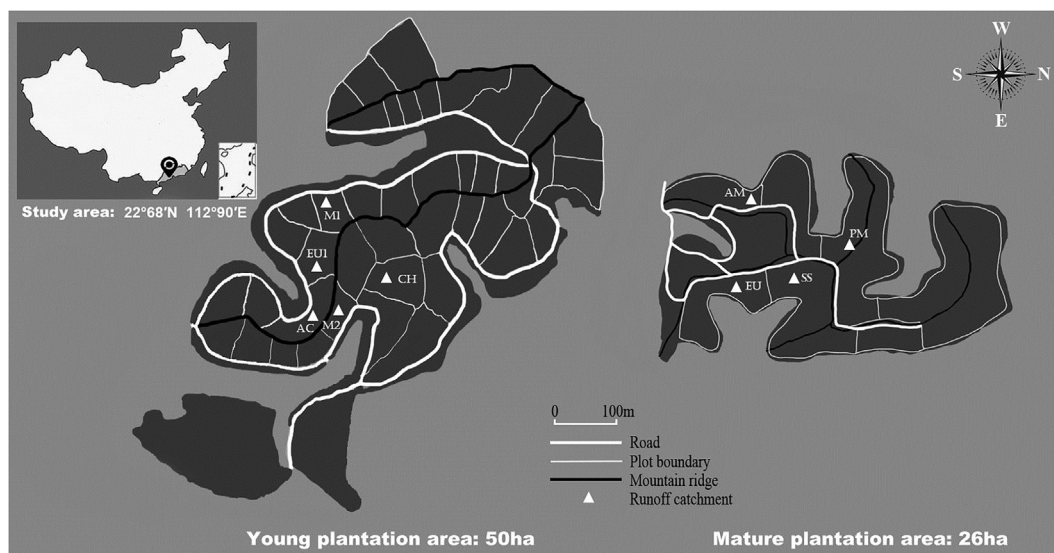 W
S N
E
Study area: 22°68′N 112°90′E
M1
EU1
CH
AC
M2
AM
PM
EU
SS
0 100m
Road
Plot boundary
Mountain ridge
Runoff catchment
Young plantation area: 50ha
Mature plantation area: 26ha